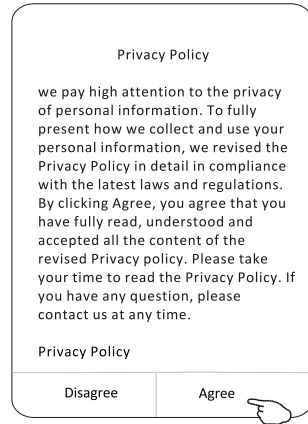 Privacy Policy
we pay high attention to the privacy
of personal information. To fully
present how we collect and use your
personal information, we revised the
Privacy Policy in detail in compliance
with the latest laws and regulations.
By clicking Agree, you agree that you
have fully read, understood and
accepted all the content of the
revised Privacy policy. Please take
your time to read the Privacy Policy. If
you have any question, please
contact us at any time.
Privacy Policy
Disagree
Agree